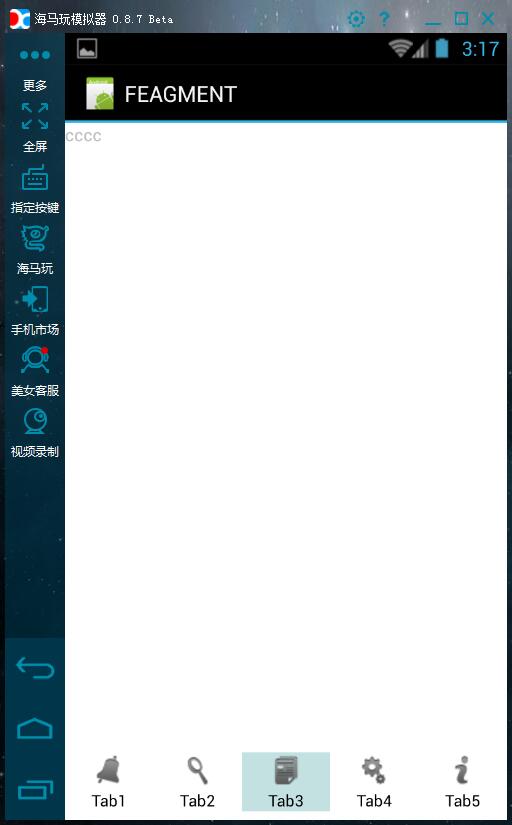 海马玩模拟器 0.8.7 Beta
?
3:17
更多
FEAGMENT
cccc
全屏
指定按键
海马玩
手机市场
美女客服
视频录制
Tab1
Tab2
Tab3
Tab4
Tab5